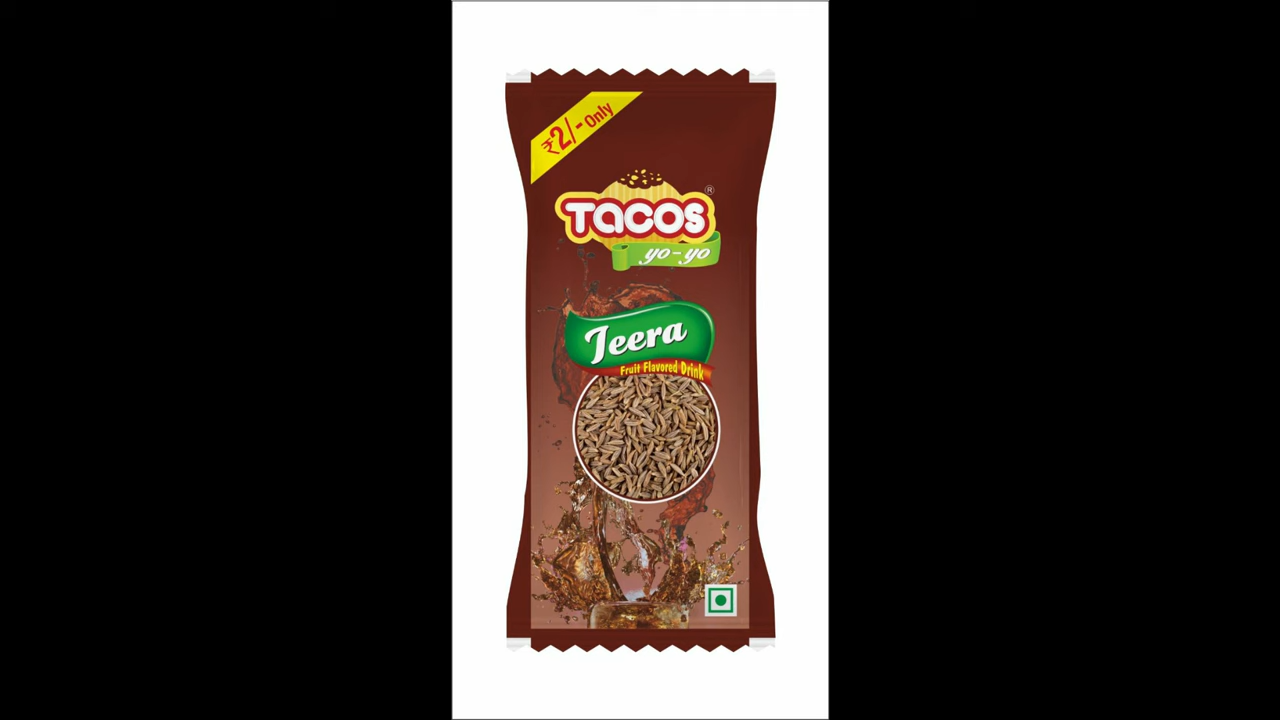 ₹2/- Only
TACOS ®
yo-yo
Jeera
Fruit Flavored Drink